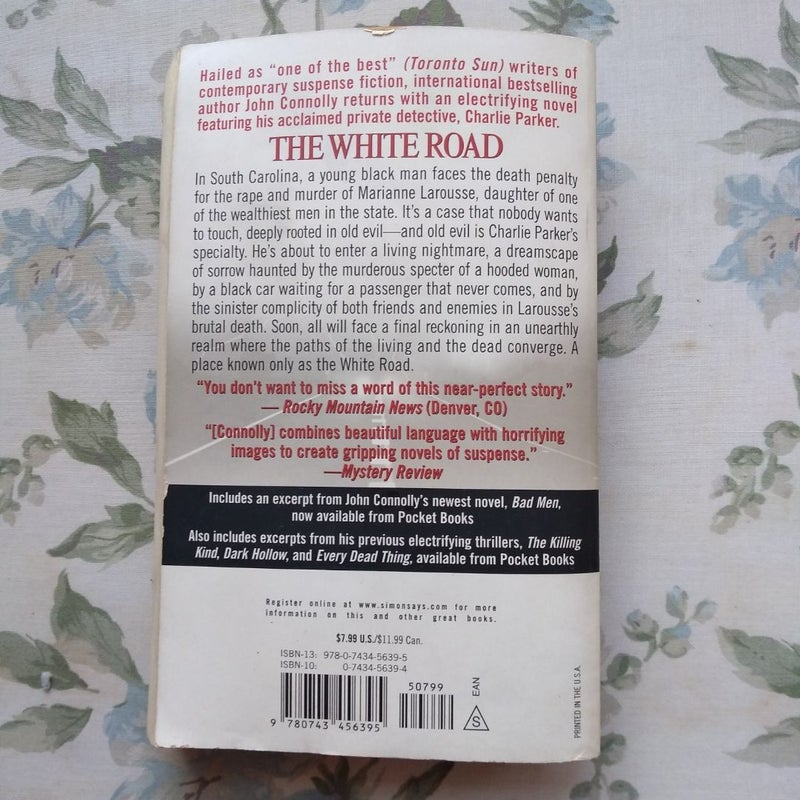 Hailed as "one of the best" (Toronto Sun) writers of
contemporary suspense fiction, international bestselling
author John Connolly returns with an electrifying novel
featuring his acclaimed private detective, Charlie Parker.
THE WHITE ROAD
In South Carolina, a young black man faces the death penalty
for the rape and murder of Marianne Larousse, daughter of one
of the wealthiest men in the state. It's a case that nobody wants
to touch, deeply rooted in old evil—and old evil is Charlie Parker's
specialty. He's about to enter a living nightmare, a dreamscape
of sorrow haunted by the murderous specter of a hooded woman,
by a black car waiting for a passenger that never comes, and by
the sinister complicity of both friends and enemies in Larousse's
brutal death. Soon, all will face a final reckoning in an unearthly
realm where the paths of the living and the dead converge. A
place known only as the White Road.
"You don't want to miss a word of this near-perfect story."
— Rocky Mountain News (Denver, CO)
"[Connolly] combines beautiful language with horrifying
images to create gripping novels of suspense."
—Mystery Review
Includes an excerpt from John Connolly's newest novel, Bad Men,
now available from Pocket Books
Also includes excerpts from his previous electrifying thrillers, The Killing
Kind, Dark Hollow, and Every Dead Thing, available from Pocket Books
Register online at www.simonsays.com for more
information on this and other great books.
$7.99 U.S./$11.99 Can.
ISBN-13: 978-0-7434-5639-5
ISBN-10: 0-7434-5639-4
50799
9 780743 456395
S
EAN
PRINTED IN THE U.S.A.